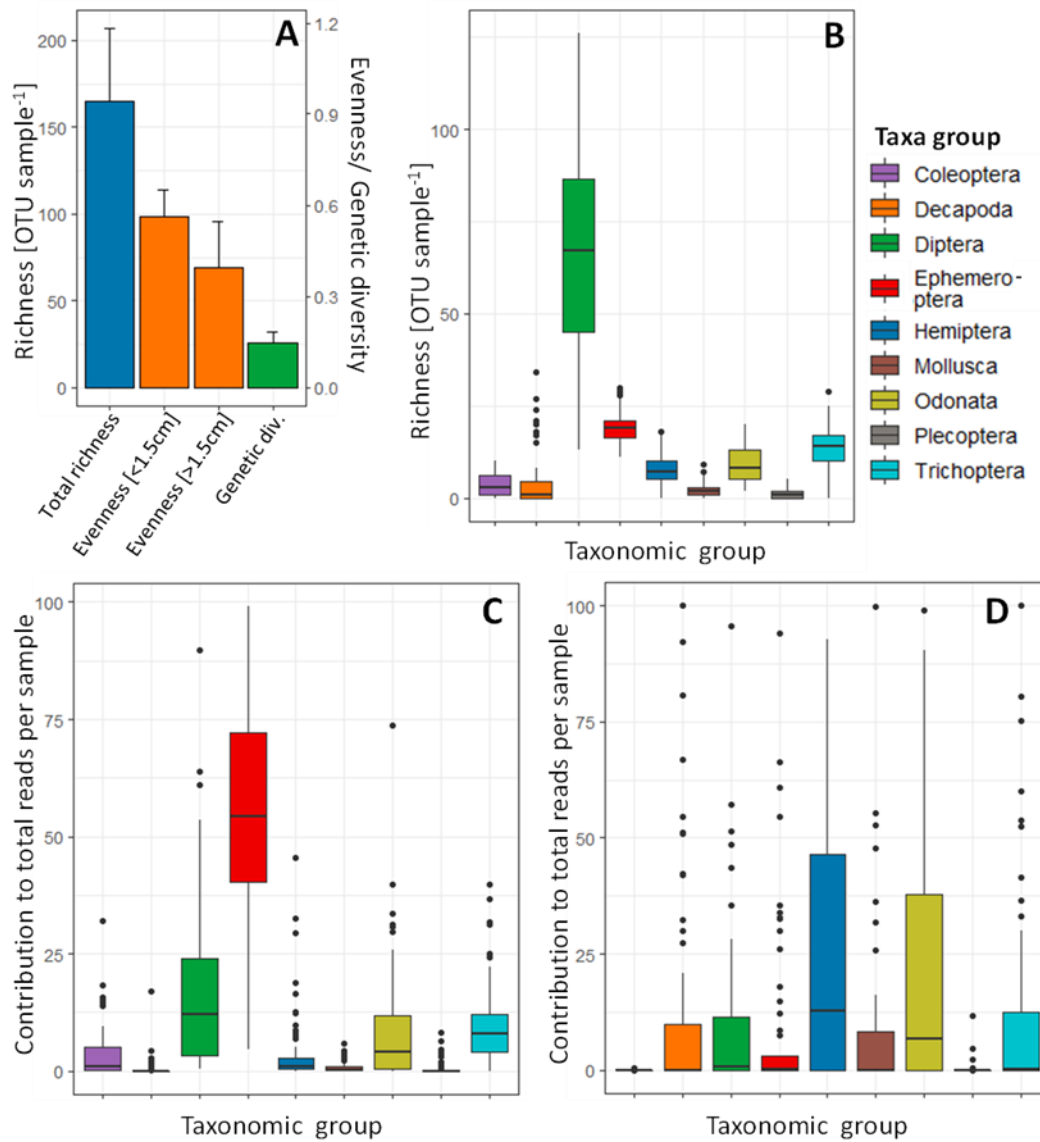 A
Richness [OTU sample-1]
200
150
100
50
0
1.2
0.9
0.6
0.3
0.0
Evenness/ Genetic diversity
Total richness
Evenness [<1.5cm]
Evenness [>1.5cm]
Genetic div.
B
Richness [OTU sample-1]
100
50
0
Taxonomic group
Taxa group
Coleoptera
Decapoda
Diptera
Ephemero-
ptera
Hemiptera
Mollusca
Odonata
Plecoptera
Trichoptera
C
Contribution to total reads per sample
100
75
50
25
0
Taxonomic group
D
Contribution to total reads per sample
100
75
50
25
0
Taxonomic group